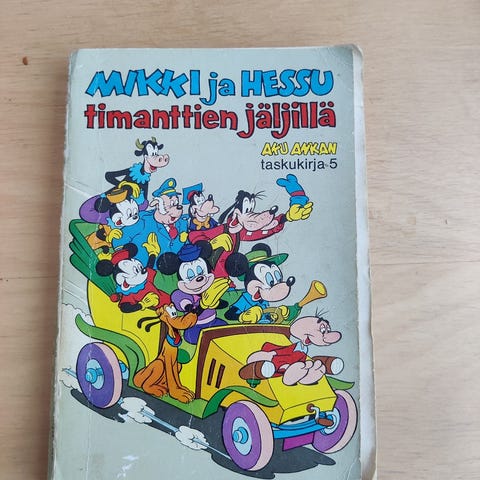 MIKKI ja HESSU
timanttien jäljillä
AKU ANKAN
taskukirja-5